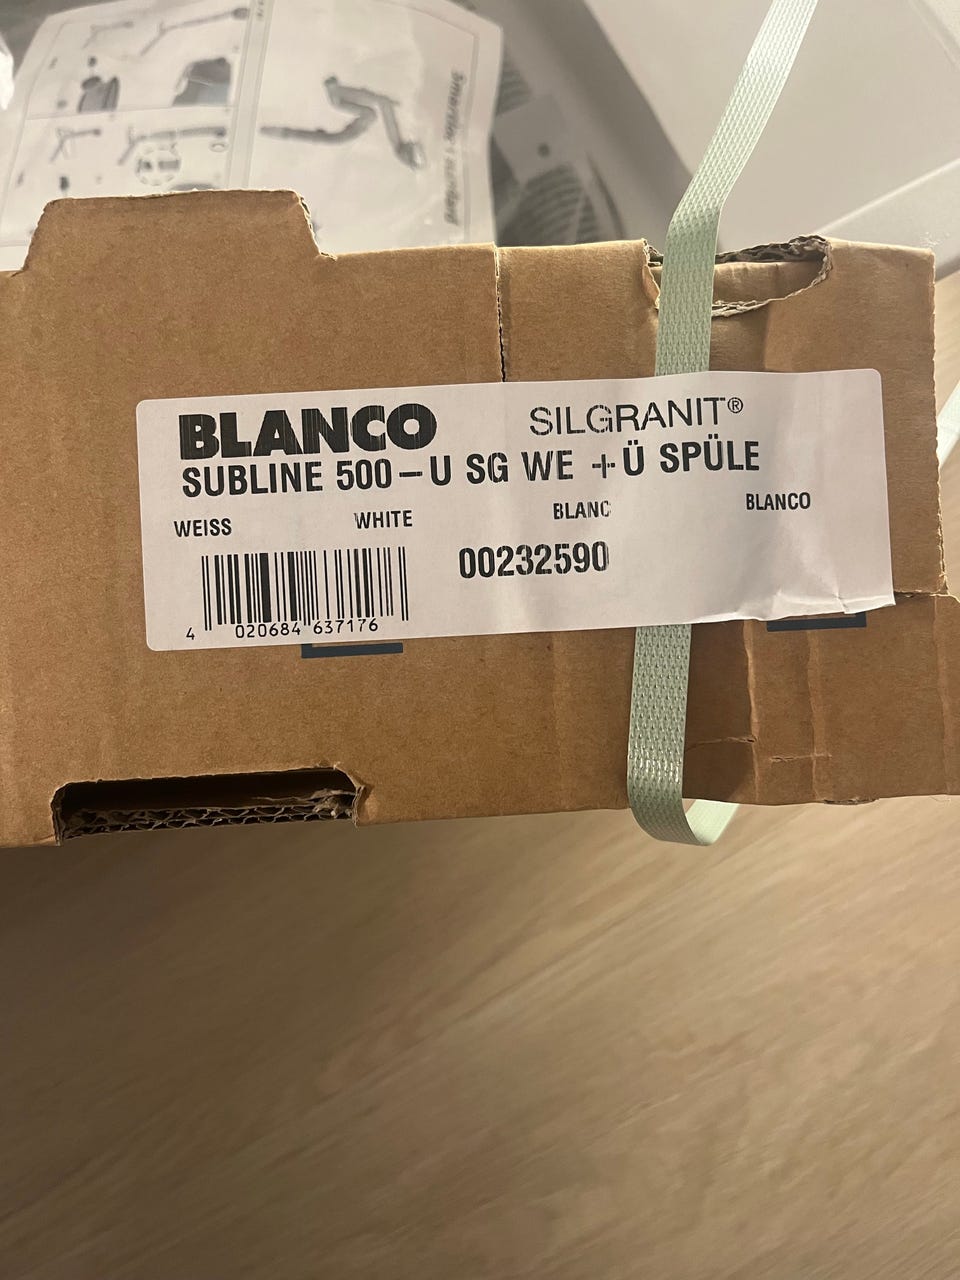 BLANCO SILGRANIT®
SUBLINE 500-U SG WE +Ü SPÜLE
WEISS WHITE BLANC BLANCO
00232590
4 020684 637176